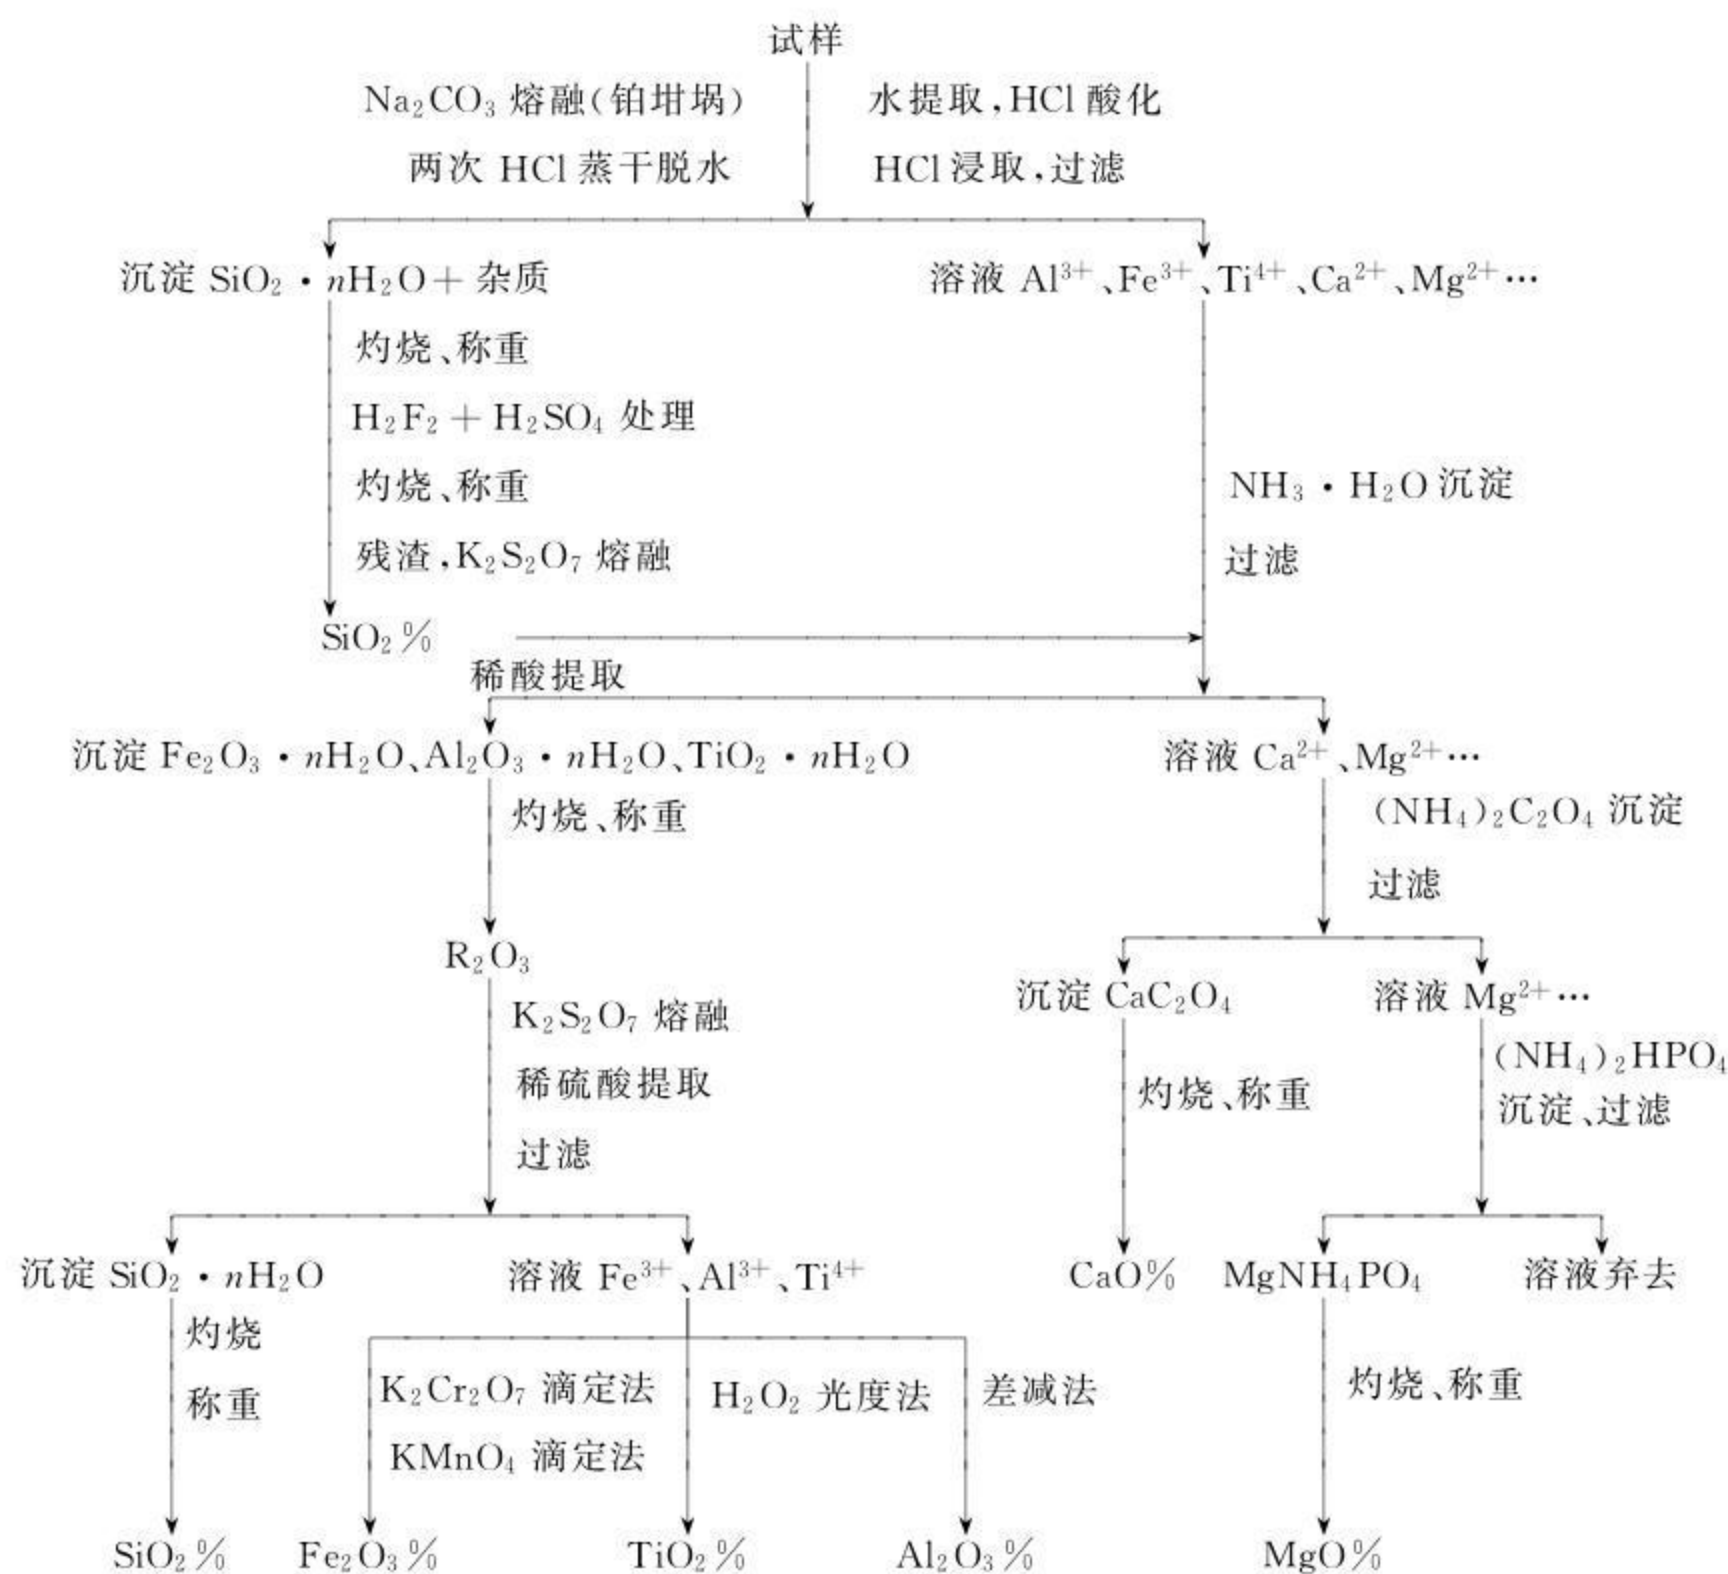 试样
Na₂CO₃ 熔融(铂坩埚) 水提取,HCl 酸化
两次 HCl 蒸干脱水 HCl 浸取,过滤
沉淀 SiO₂·nH₂O+杂质 溶液 Al³⁺、Fe³⁺、Ti⁴⁺、Ca²⁺、Mg²⁺…
灼烧、称重
H₂F₂+H₂SO₄ 处理
灼烧、称重 NH₃·H₂O 沉淀
残渣,K₂S₂O₇ 熔融 过滤
SiO₂%
稀酸提取
沉淀 Fe₂O₃·nH₂O、Al₂O₃·nH₂O、TiO₂·nH₂O 溶液 Ca²⁺、Mg²⁺…
灼烧、称重 (NH₄)₂C₂O₄ 沉淀
过滤
R₂O₃
沉淀 CaC₂O₄ 溶液 Mg²⁺…
K₂S₂O₇ 熔融 (NH₄)₂HPO₄
稀硫酸提取 灼烧、称重 沉淀、过滤
过滤
沉淀 SiO₂·nH₂O 溶液 Fe³⁺、Al³⁺、Ti⁴⁺ CaO% MgNH₄PO₄ 溶液弃去
灼烧
称重 K₂Cr₂O₇ 滴定法 H₂O₂ 光度法 差减法 灼烧、称重
KMnO₄ 滴定法
SiO₂% Fe₂O₃% TiO₂% Al₂O₃% MgO%